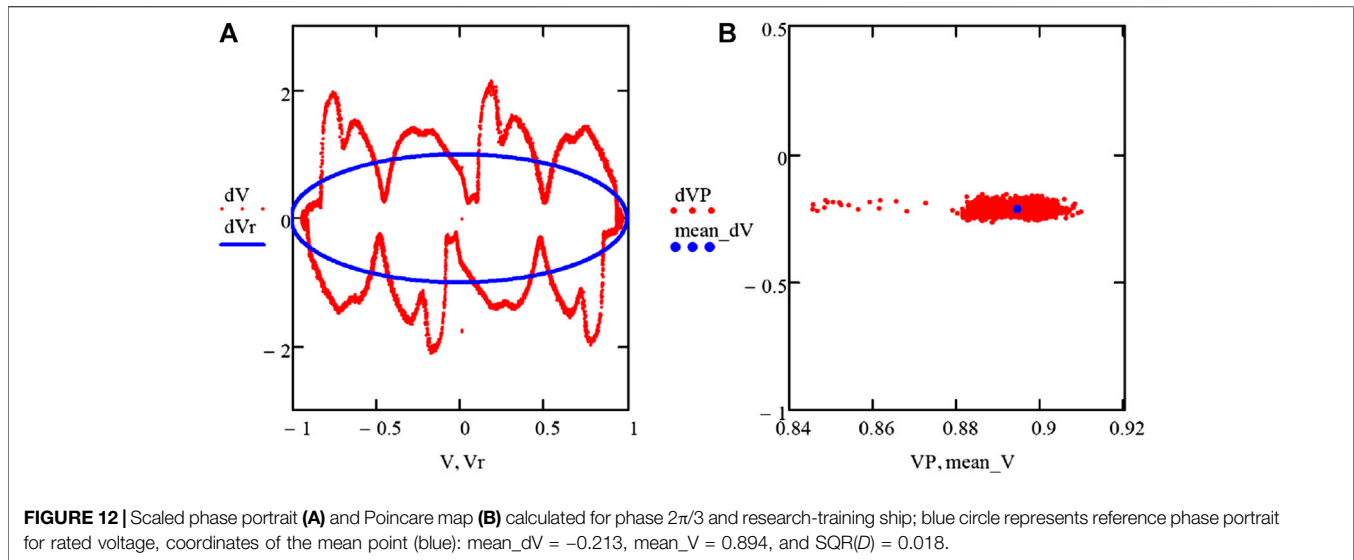 A
2
0
− 2
dV
dVr
− 1
− 0.5
0
0.5
1
V, Vr
B
0.5
0
− 0.5
− 1
dVP
mean_dV
0.84
0.86
0.88
0.9
0.92
VP, mean_V
FIGURE 12 | Scaled phase portrait (A) and Poincare map (B) calculated for phase 2π/3 and research-training ship; blue circle represents reference phase portrait
for rated voltage, coordinates of the mean point (blue): mean_dV = −0.213, mean_V = 0.894, and SQR(D) = 0.018.